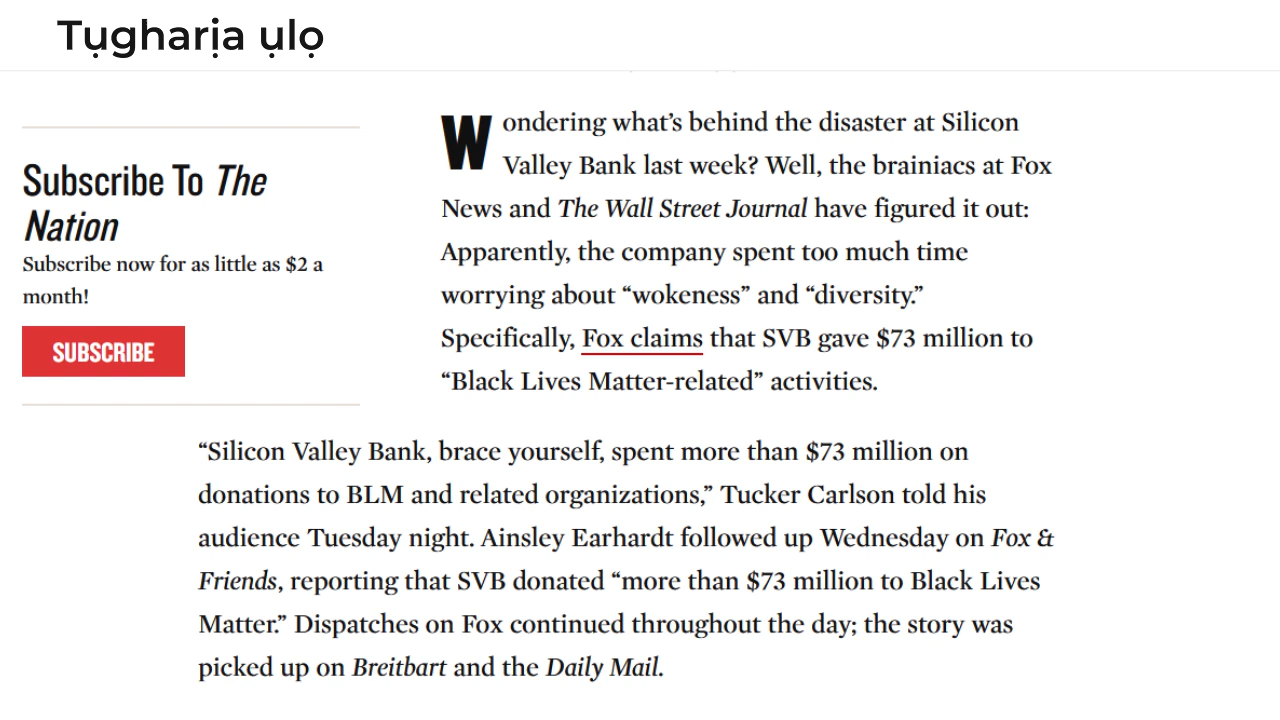 Tụgharịa ụlọ
Subscribe To The
Nation
Subscribe now for as little as $2 a
month!
SUBSCRIBE
Wondering what’s behind the disaster at Silicon
Valley Bank last week? Well, the brainiacs at Fox
News and The Wall Street Journal have figured it out:
Apparently, the company spent too much time
worrying about “wokeness” and “diversity.”
Specifically, Fox claims that SVB gave $73 million to
“Black Lives Matter-related” activities.
“Silicon Valley Bank, brace yourself, spent more than $73 million on
donations to BLM and related organizations,” Tucker Carlson told his
audience Tuesday night. Ainsley Earhardt followed up Wednesday on Fox &
Friends, reporting that SVB donated “more than $73 million to Black Lives
Matter.” Dispatches on Fox continued throughout the day; the story was
picked up on Breitbart and the Daily Mail.